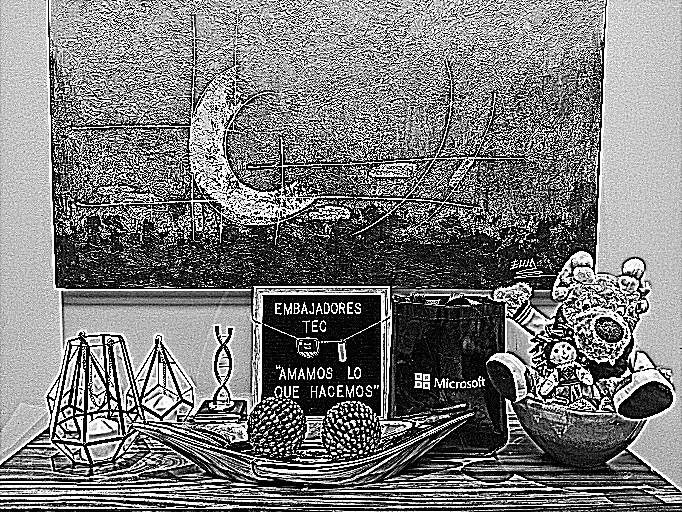 EMBAJADORES
TEC
"AMAMOS LO
QUE HACEMOS"
Microsoft